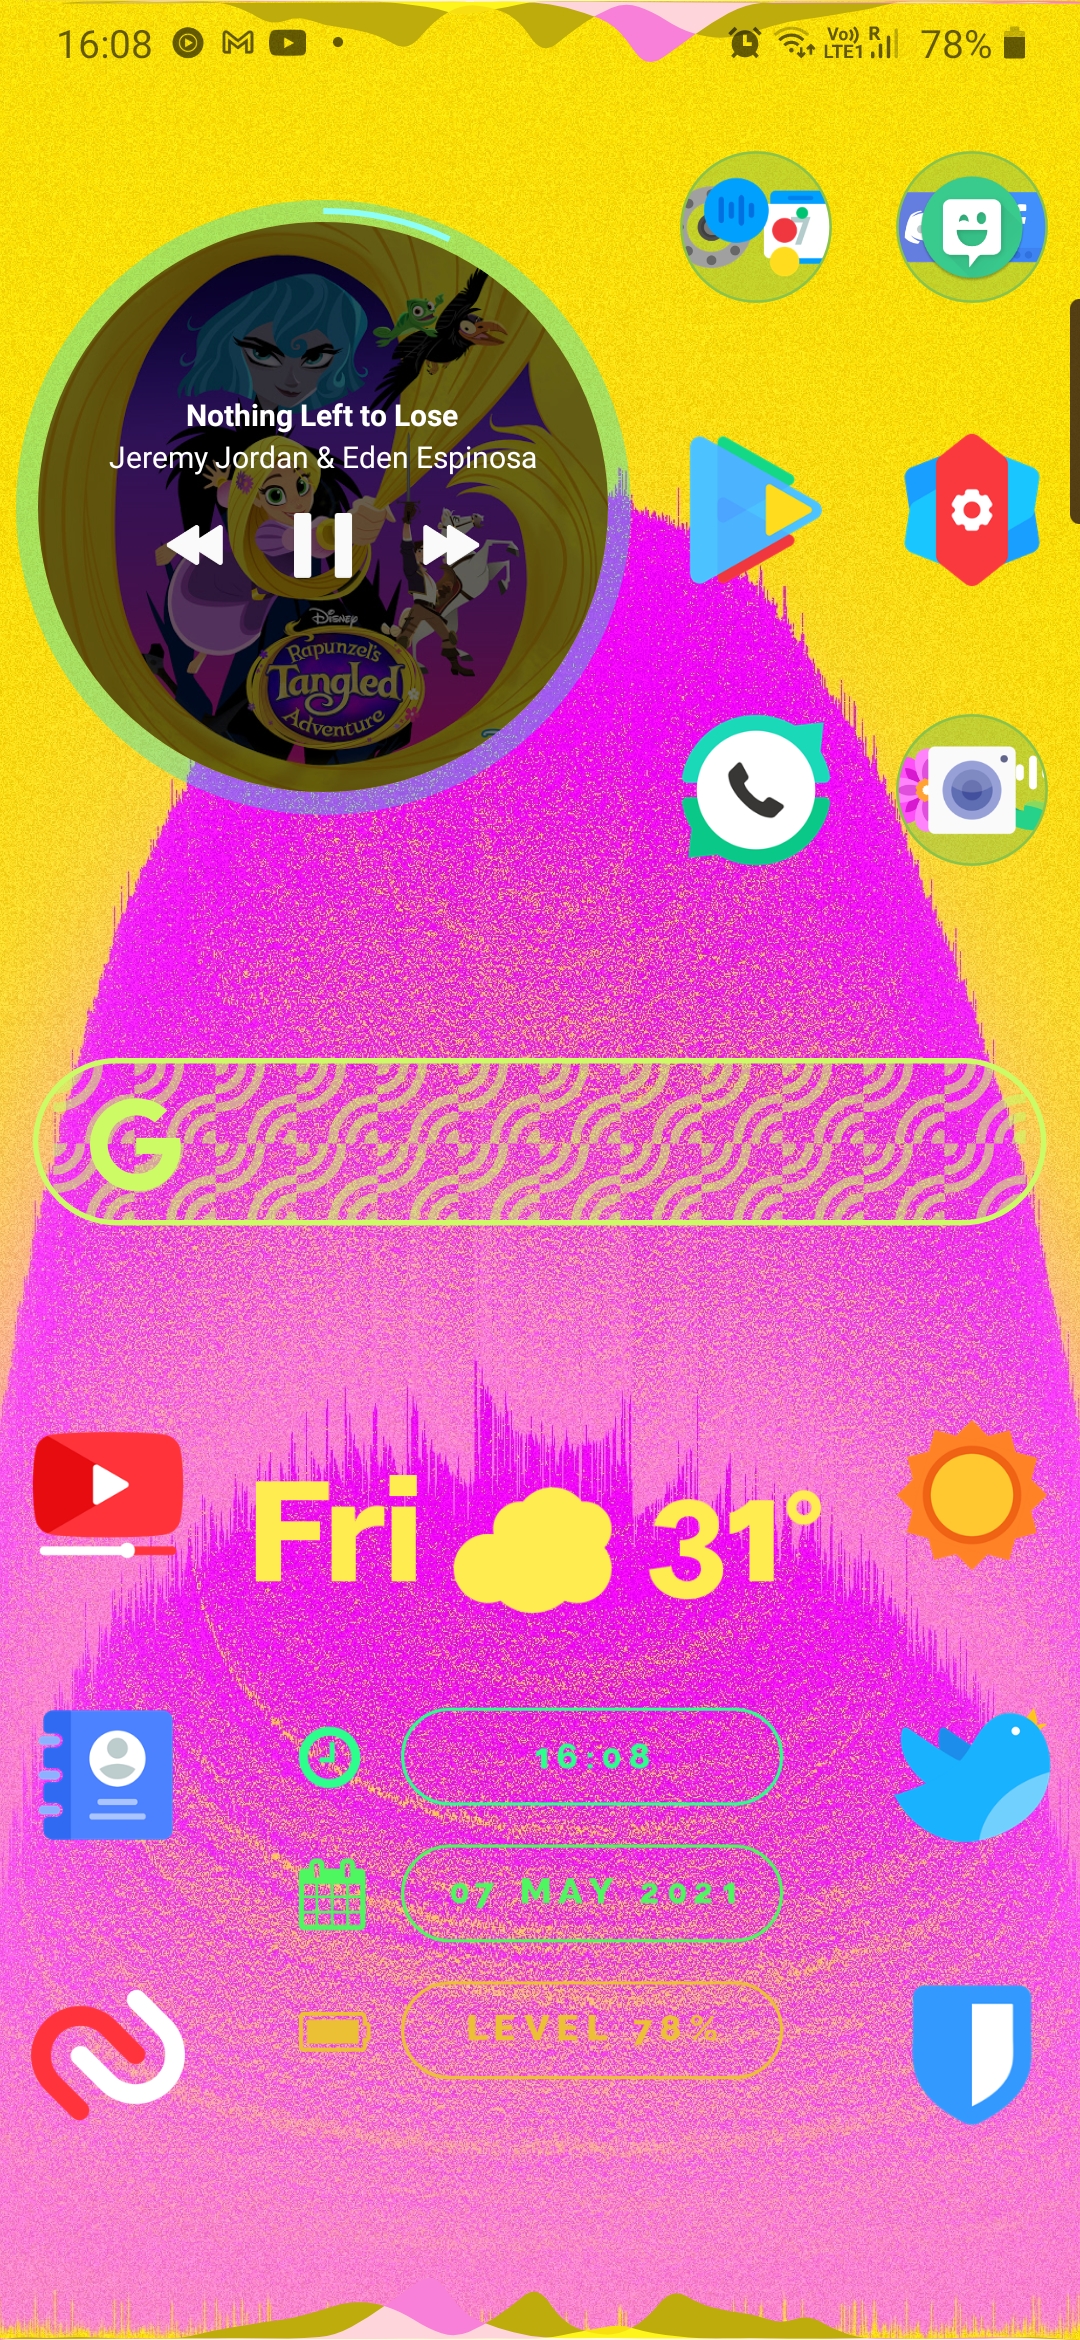 16:08
Vo)) R
LTE1
78%
Nothing Left to Lose
Jeremy Jordan & Eden Espinosa
Disney
Rapunzel's
Tangled
Adventure
G
Fri 31°
16:08
07 MAY 2021
LEVEL 78%